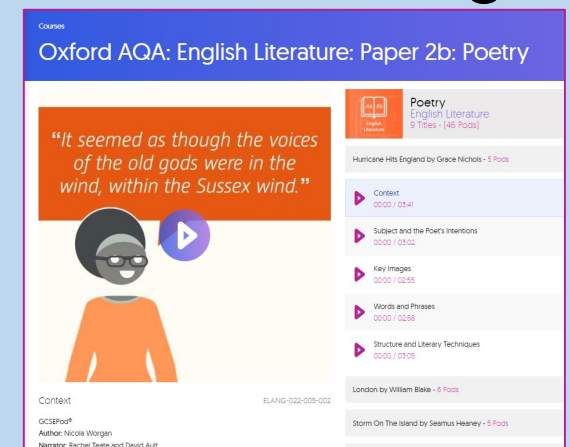 Courses
Oxford AQA: English Literature: Paper 2b: Poetry
“It seemed as though the voices
of the old gods were in the
wind, within the Sussex wind.”
Context
ELANG-022-005-002
GCSEPod®
Author: Nicola Worgan
Narrator: Rachel Teate and David Ault
English
Literature
Poetry
English Literature
9 Titles - [46 Pods]
Hurricane Hits England by Grace Nichols - 5 Pods
Context
00:00 / 03:41
Subject and the Poet's Intentions
00:00 / 03:02
Key Images
00:00 / 02:55
Words and Phrases
00:00 / 02:58
Structure and Literary Techniques
00:00 / 03:05
London by William Blake - 6 Pods
Storm On The Island by Seamus Heaney - 5 Pods